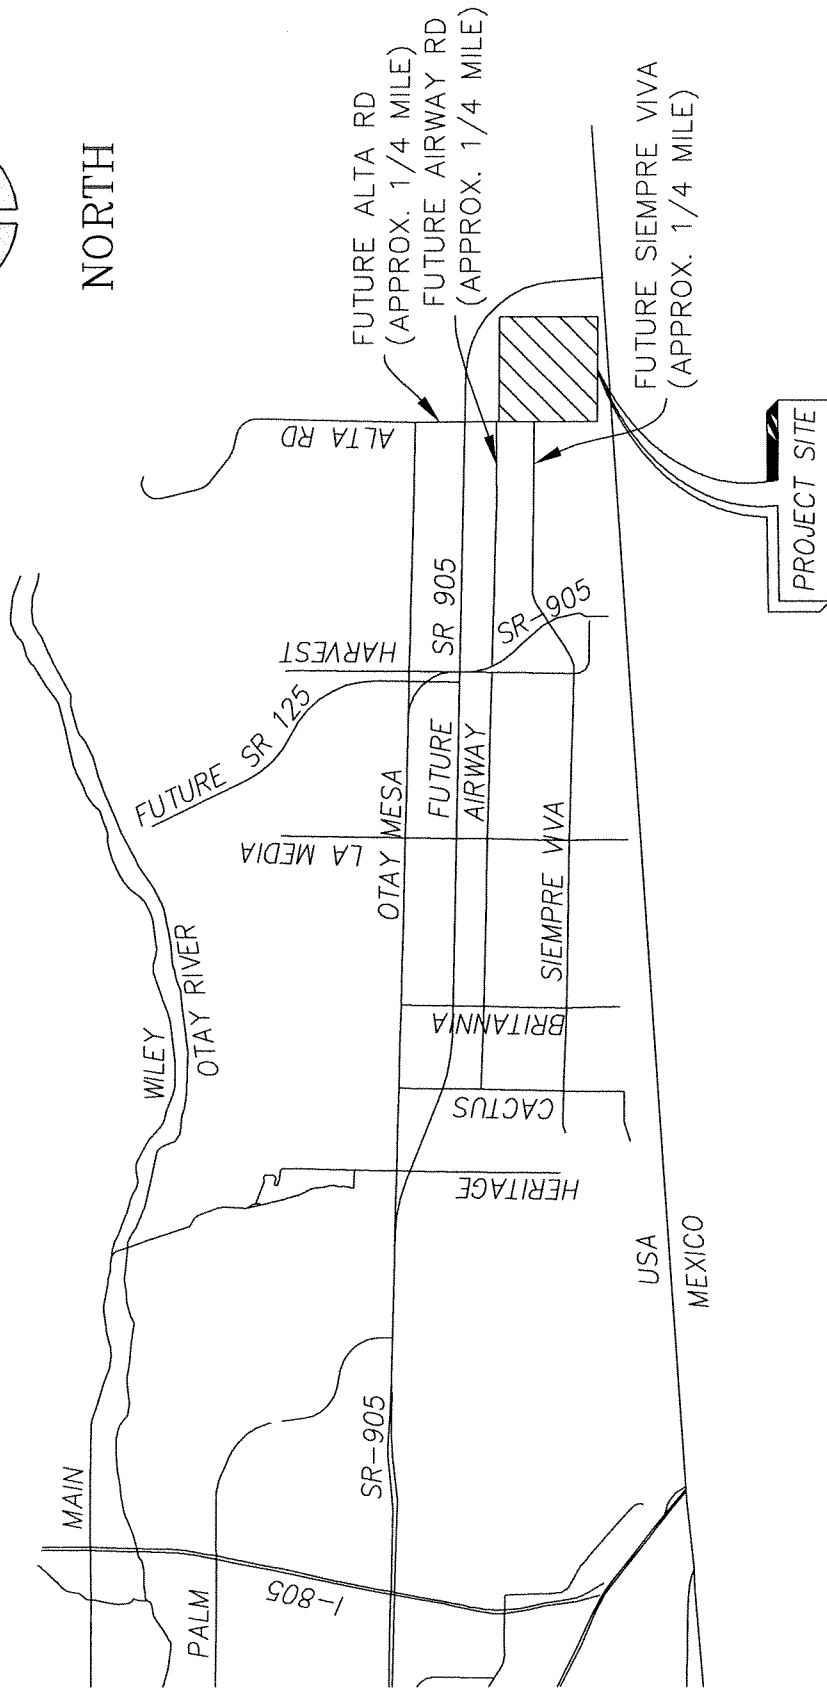 NORTH
FUTURE ALTA RD
(APPROX. 1/4 MILE)
FUTURE AIRWAY RD
(APPROX. 1/4 MILE)
FUTURE SIEMPRE VIVA
(APPROX. 1/4 MILE)
PROJECT SITE
ALTA RD
SR 905
SR-905
HARVEST
FUTURE SR 125
FUTURE
AIRWAY
OTAY MESA
LA MEDIA
SIEMPRE VIVA
BRITANNIA
CACTUS
HERITAGE
WILEY
OTAY RIVER
USA
MEXICO
MAIN
PALM
SR-905
I-805